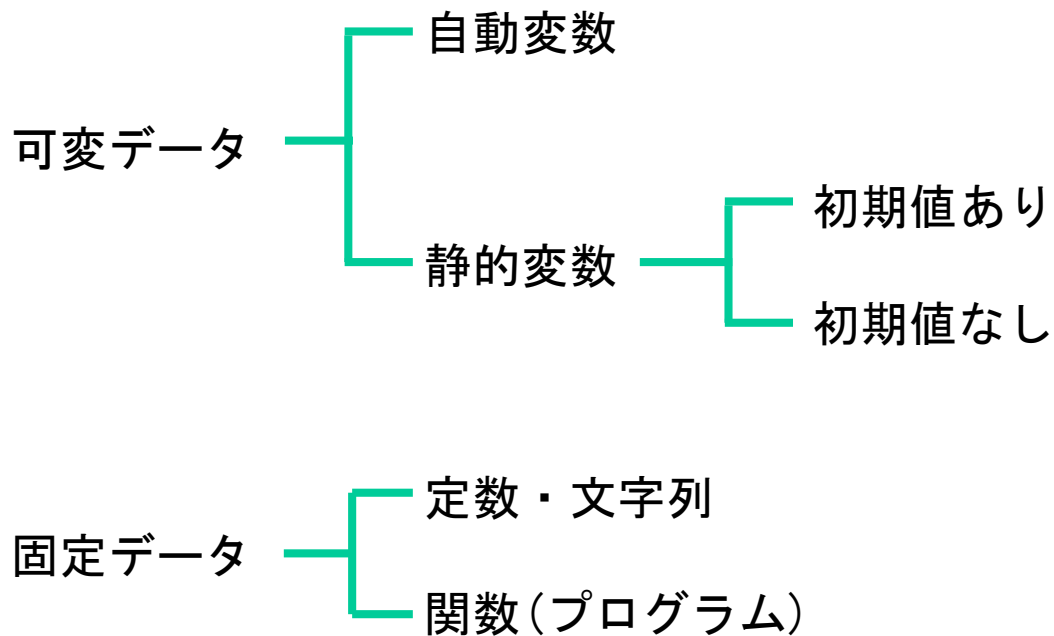 自動変数
可変データ
初期値あり
静的変数
初期値なし
定数・文字列
固定データ
関数(プログラム)